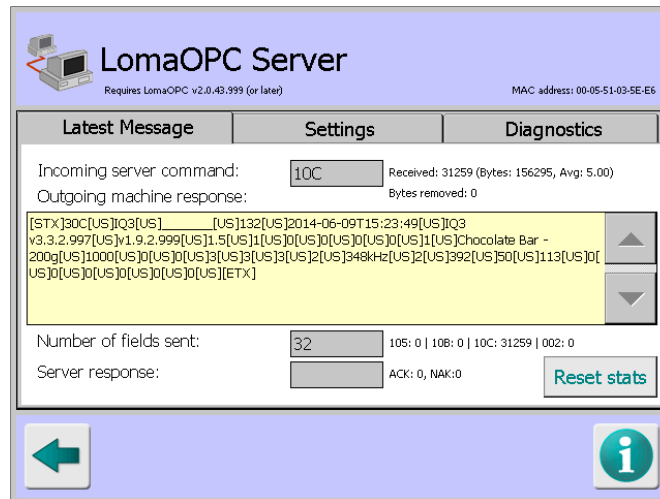 LomaOPC Server
Requires LomaOPC v2.0.43.999 (or later)
MAC address: 00-05-51-03-5E-E6
Latest Message
Settings
Diagnostics
Incoming server command:
10C
Received: 31259 (Bytes: 156295, Avg: 5.00)
Outgoing machine response:
Bytes removed: 0
[STX]30C[US]IQ3[US]_______[US]132[US]2014-06-09T15:23:49[US]IQ3
v3.3.2.997[US]v1.9.2.999[US]1.5[US]1[US]0[US]0[US]0[US]0[US]1[US]Chocolate Bar -
200g[US]1000[US]0[US]0[US]3[US]3[US]3[US]2[US]348kHz[US]2[US]392[US]50[US]113[US]0[
US]0[US]0[US]0[US]0[US]0[US][ETX]
Number of fields sent:
32
105: 0 | 10B: 0 | 10C: 31259 | 002: 0
Server response:
ACK: 0, NAK:0
Reset stats